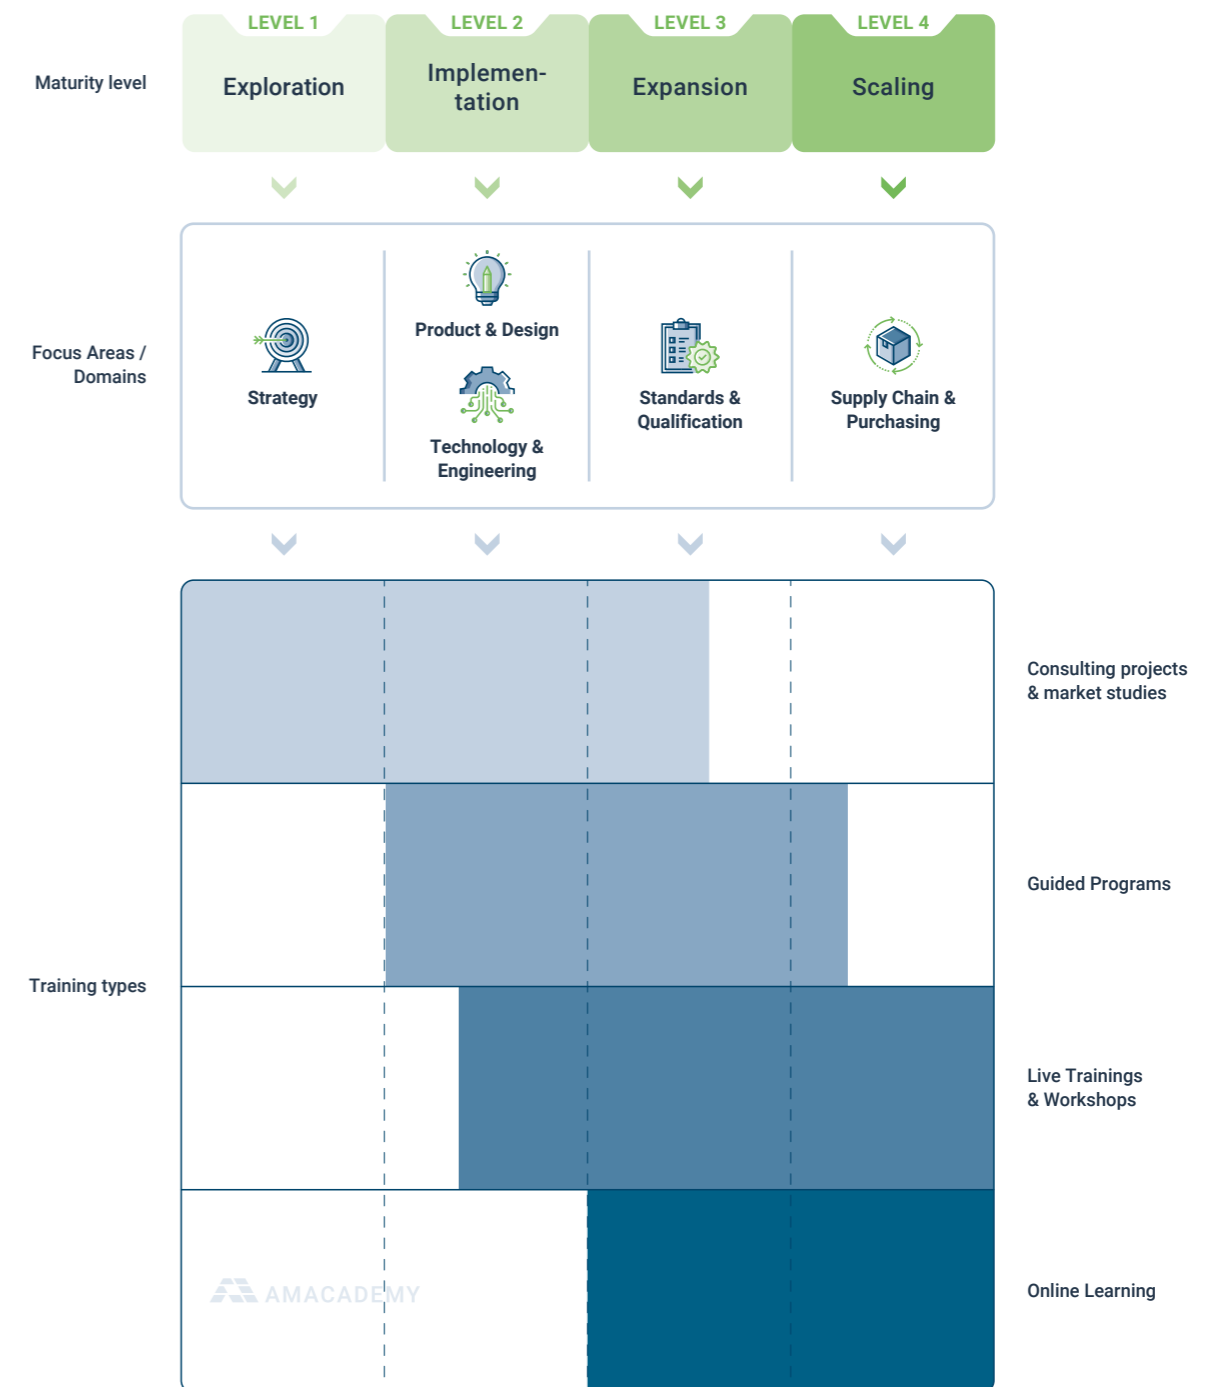 LEVEL 1
LEVEL 2
LEVEL 3
LEVEL 4
Maturity level
Exploration
Implemen-
tation
Expansion
Scaling
Focus Areas /
Domains
Strategy
Product & Design
Technology &
Engineering
Standards &
Qualification
Supply Chain &
Purchasing
Training types
Consulting projects
& market studies
Guided Programs
Live Trainings
& Workshops
Online Learning
AMACADEMY